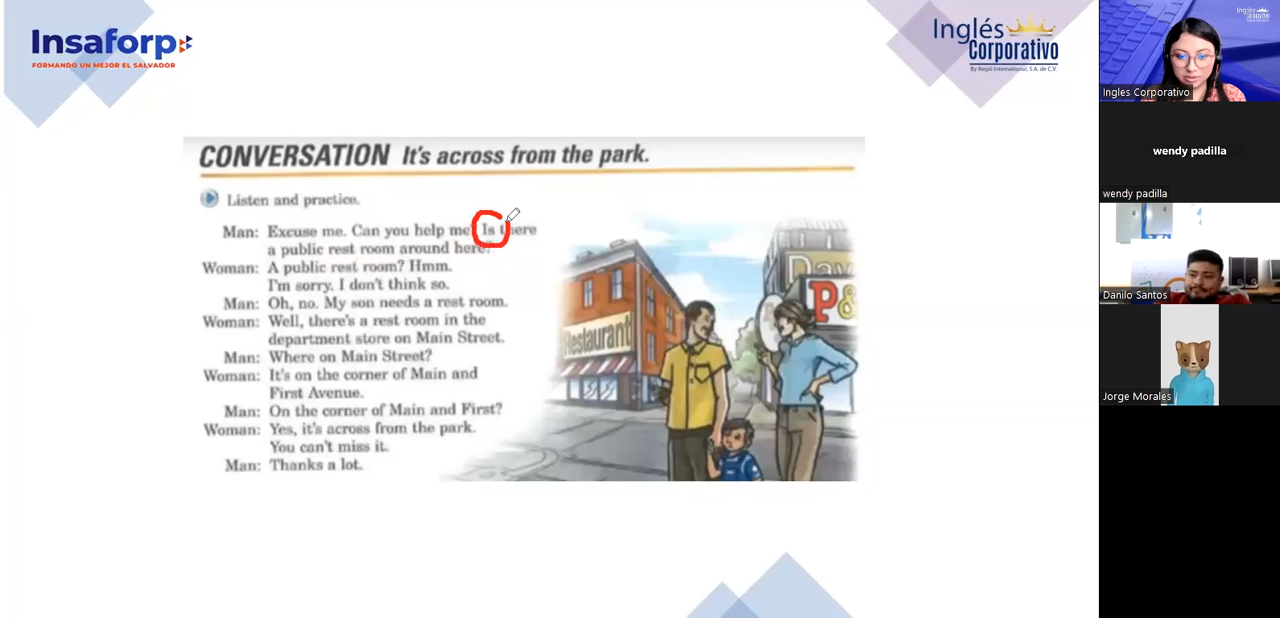 Insaforp
FORMANDO UN MEJOR EL SALVADOR
Inglés
Corporativo
By Regal International, S.A. de C.V.
CONVERSATION It's across from the park.
Listen and practice.
Man: Excuse me. Can you help me? Is there
a public rest room around here?
Woman: A public rest room? Hmm.
I'm sorry. I don't think so.
Man: Oh, no. My son needs a rest room.
Woman: Well, there's a rest room in the
department store on Main Street.
Man: Where on Main Street?
Woman: It's on the corner of Main and
First Avenue.
Man: On the corner of Main and First?
Woman: Yes, it's across from the park.
You can't miss it.
Man: Thanks a lot.
Restaurant
Dav
P&
Ingles Corporativo
wendy padilla
wendy padilla
Danilo Santos
Jorge Morales